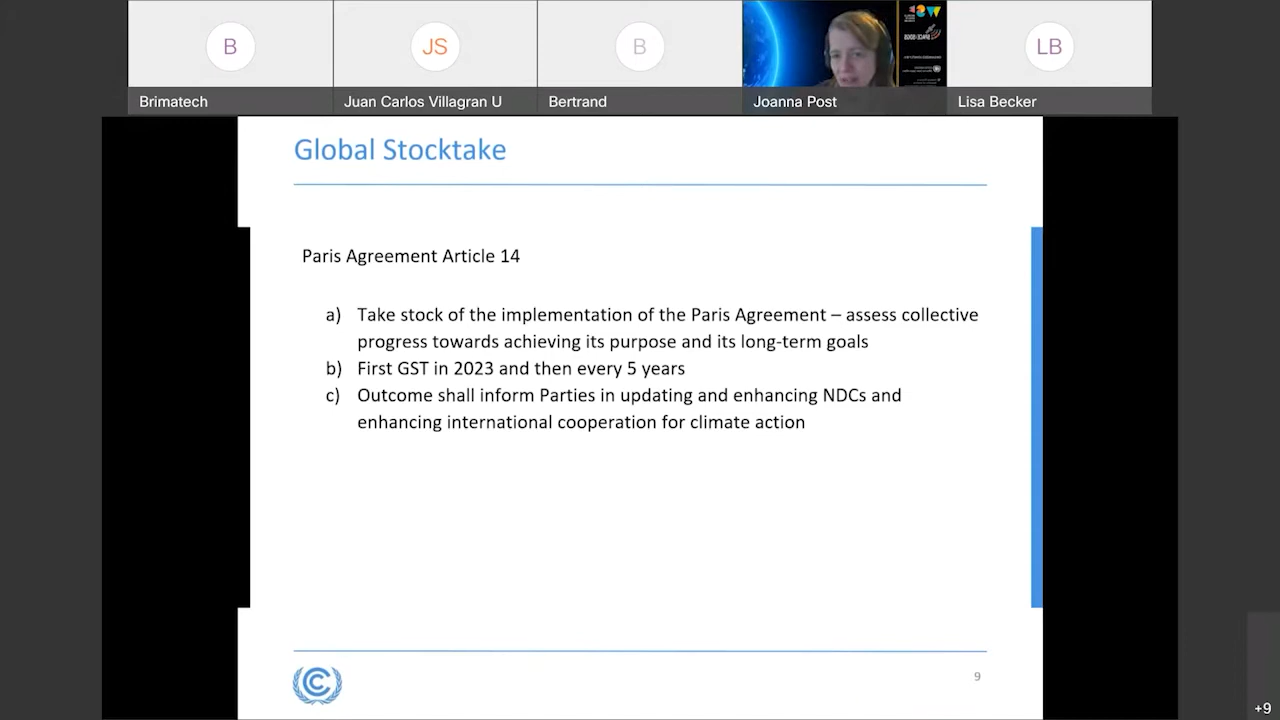 B
JS
B
LB
Brimatech
Juan Carlos Villagran U
Bertrand
Joanna Post
Lisa Becker
Global Stocktake
Paris Agreement Article 14
a) Take stock of the implementation of the Paris Agreement – assess collective
progress towards achieving its purpose and its long-term goals
b) First GST in 2023 and then every 5 years
c) Outcome shall inform Parties in updating and enhancing NDCs and
enhancing international cooperation for climate action
9
+9